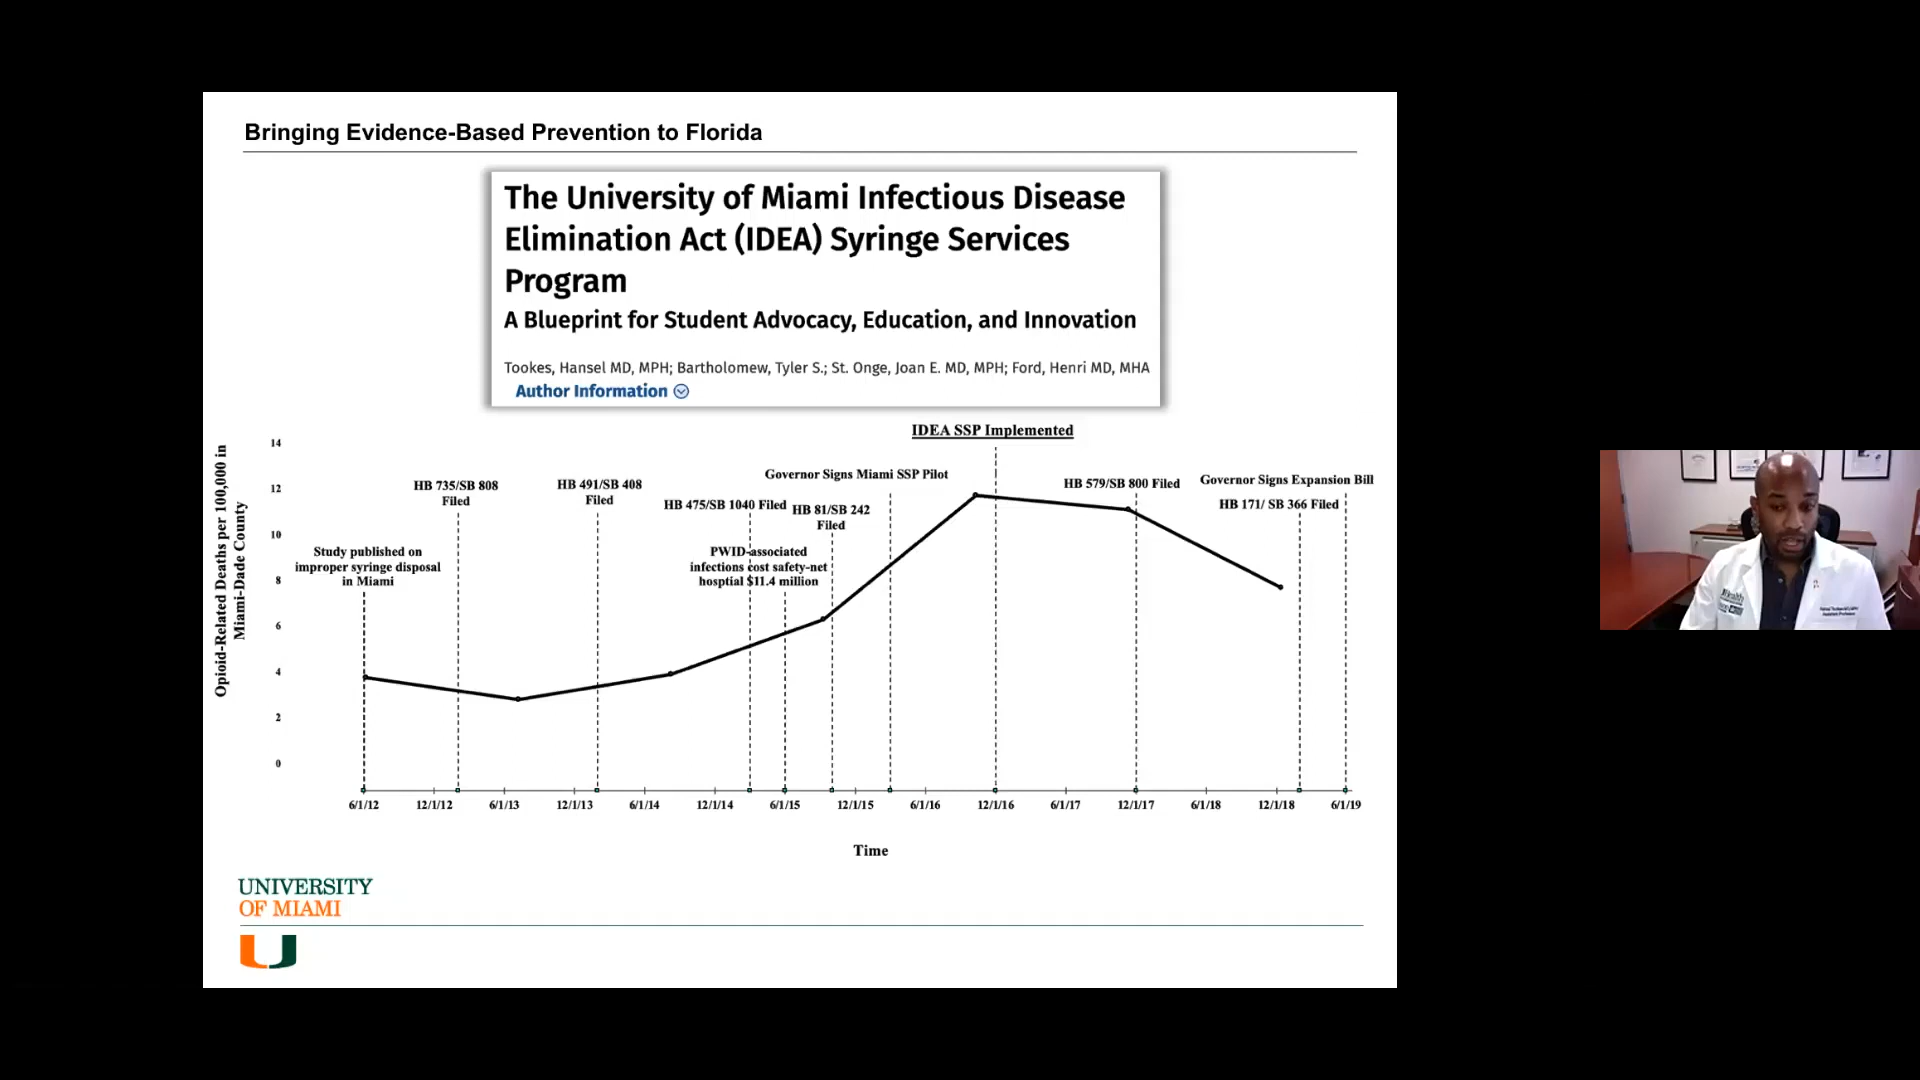 Bringing Evidence-Based Prevention to Florida
The University of Miami Infectious Disease
Elimination Act (IDEA) Syringe Services
Program
A Blueprint for Student Advocacy, Education, and Innovation
Tookes, Hansel MD, MPH; Bartholomew, Tyler S.; St. Onge, Joan E. MD, MPH; Ford, Henri MD, MHA
Author Information
IDEA SSP Implemented
Opioid-Related Deaths per 100,000 in
Miami-Dade County
14
12
10
8
6
4
2
0
Study published on
improper syringe disposal
in Miami
HB 735/SB 808
Filed
HB 491/SB 408
Filed
HB 475/SB 1040 Filed
PWID-associated
infections cost safety-net
hosptial $11.4 million
HB 81/SB 242
Filed
Governor Signs Miami SSP Pilot
HB 579/SB 800 Filed
Governor Signs Expansion Bill
HB 171/ SB 366 Filed
6/1/12
12/1/12
6/1/13
12/1/13
6/1/14
12/1/14
6/1/15
12/1/15
6/1/16
12/1/16
6/1/17
12/1/17
6/1/18
12/1/18
6/1/19
Time
UNIVERSITY
OF MIAMI
UHealth